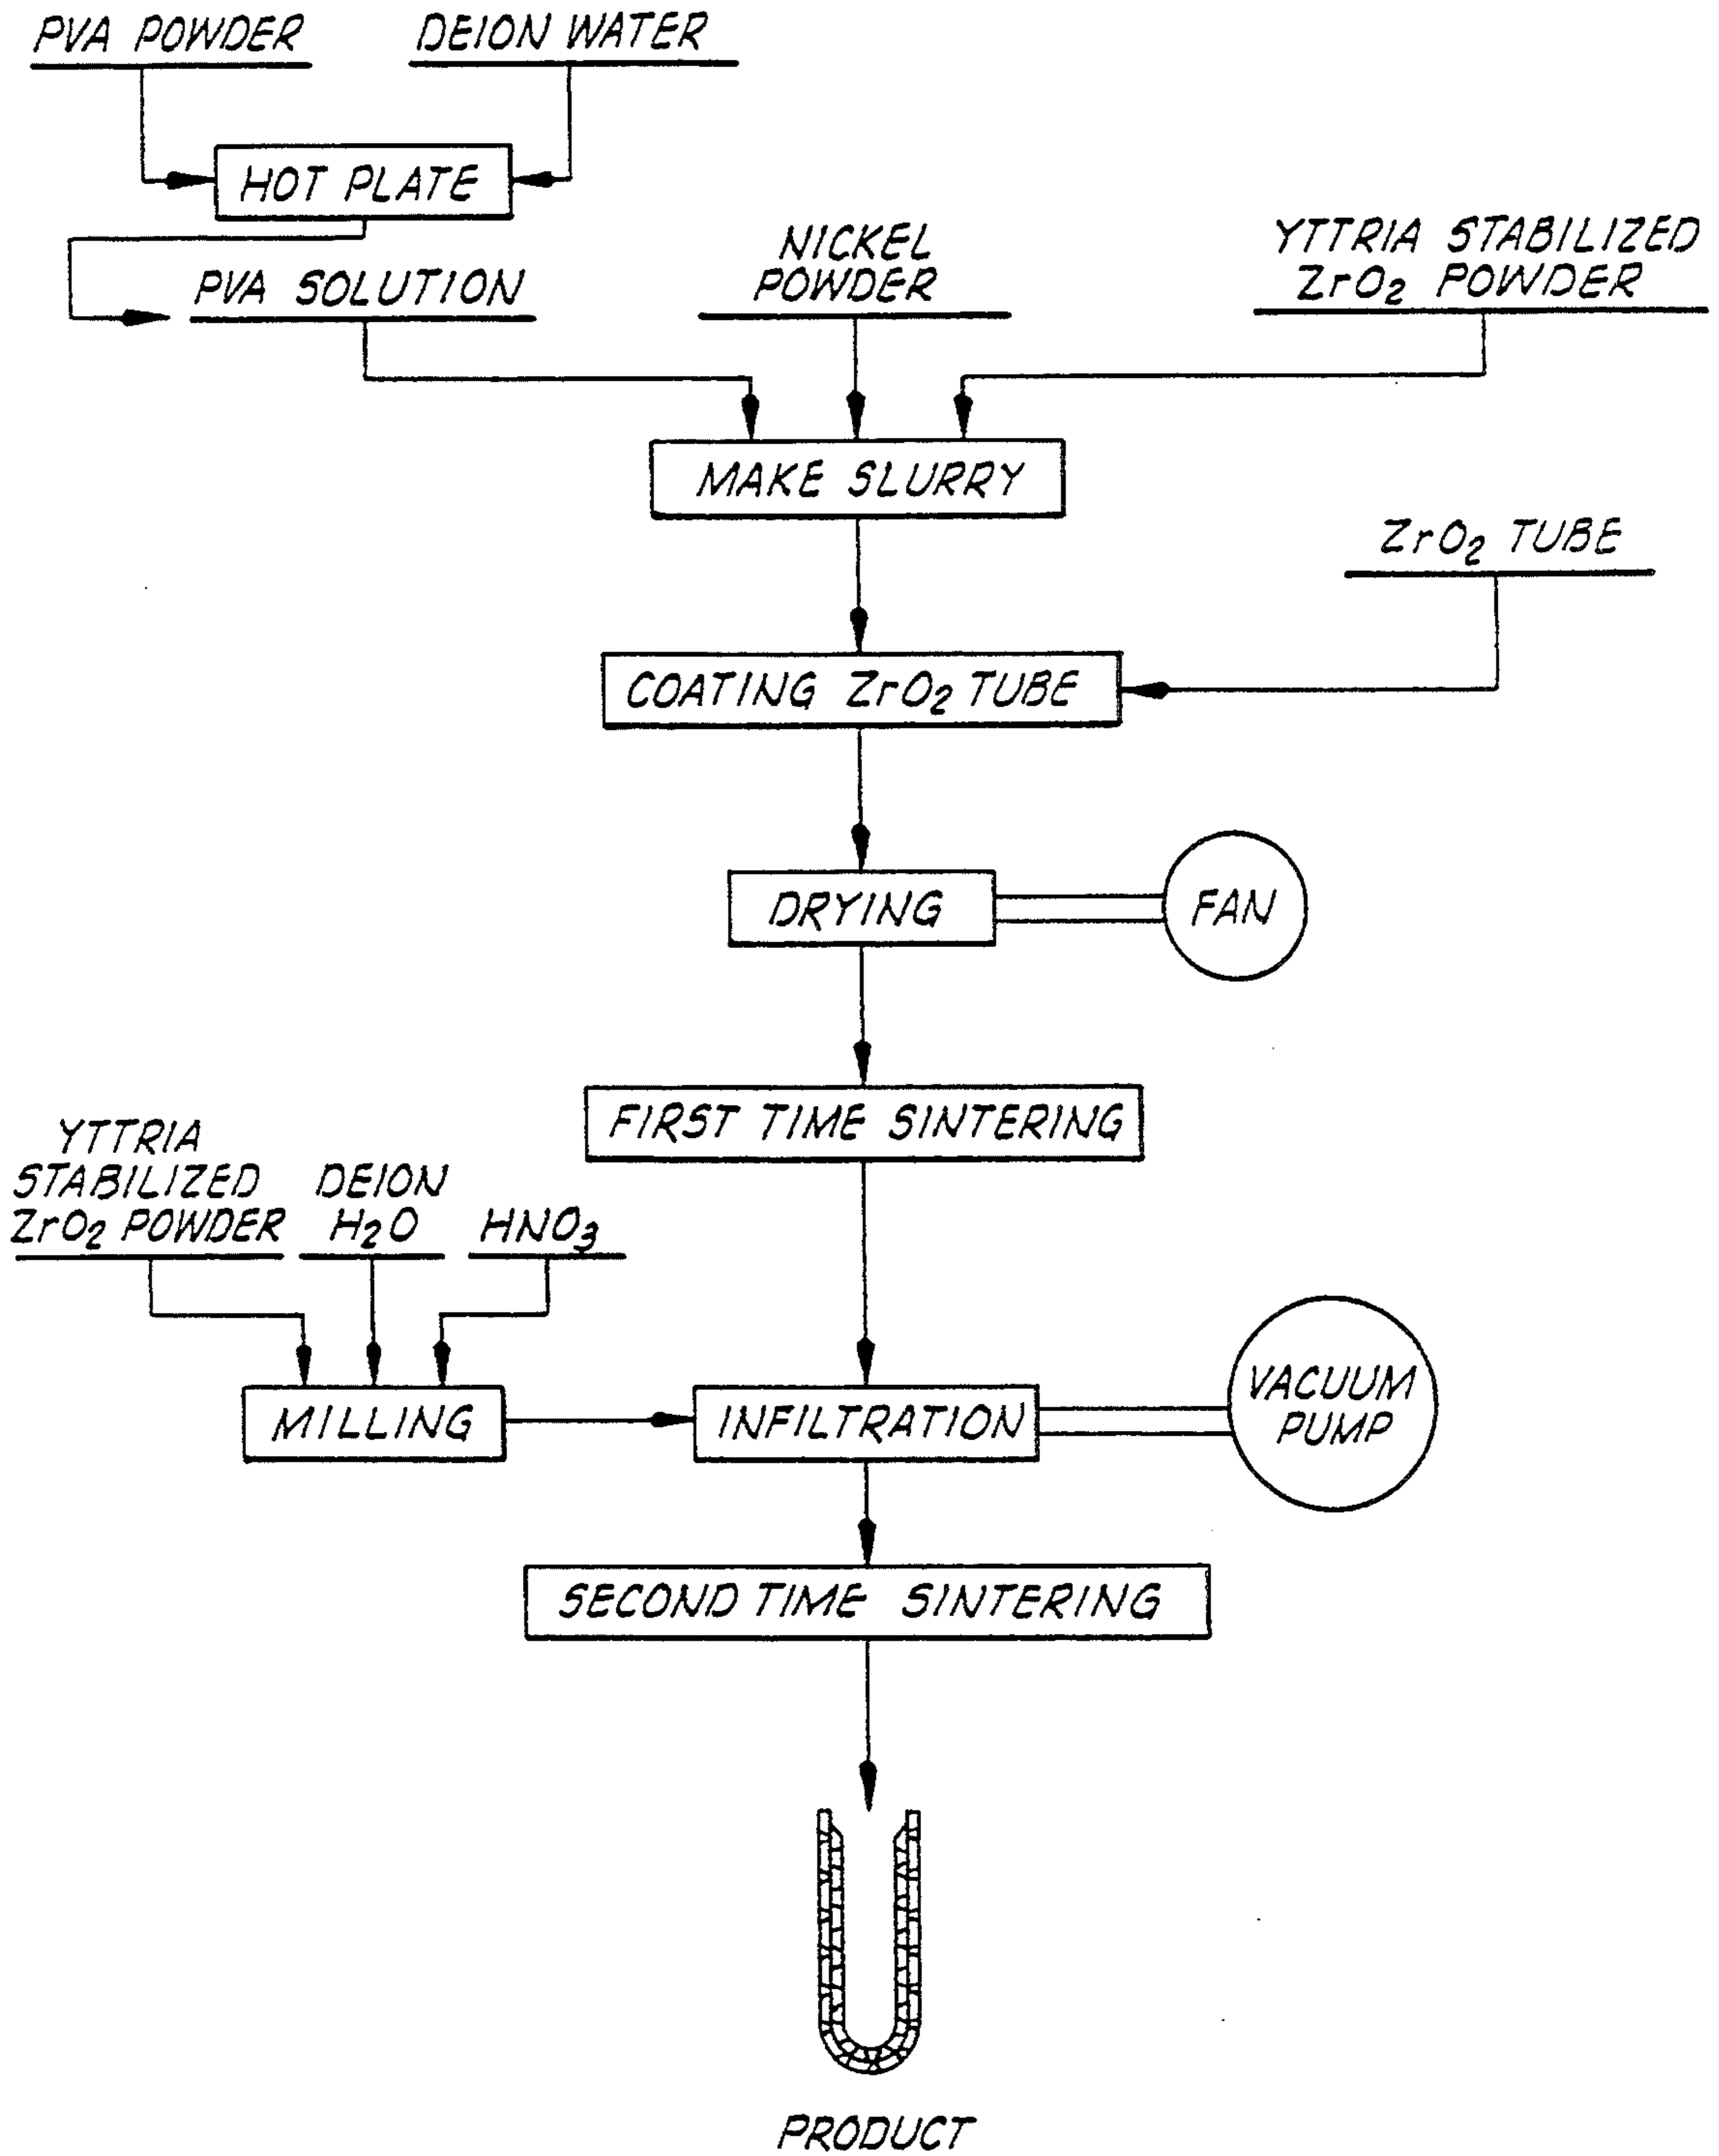 PVA POWDER
DEION WATER
HOT PLATE
PVA SOLUTION
NICKEL
POWDER
YTTRIA STABILIZED
ZrO₂ POWDER
MAKE SLURRY
ZrO₂ TUBE
COATING ZrO₂ TUBE
DRYING
FAN
FIRST TIME SINTERING
YTTRIA
STABILIZED
ZrO₂ POWDER
DEION
H₂O
HNO₃
MILLING
INFILTRATION
VACUUM
PUMP
SECOND TIME SINTERING
PRODUCT